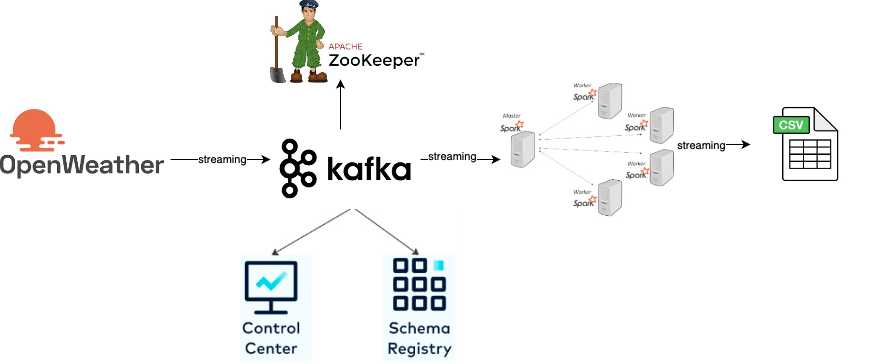 APACHE
ZooKeeper™
OpenWeather
streaming
kafka
streaming
Master
Spark
Worker
Spark
Worker
Spark
Worker
Spark
Worker
Spark
streaming
CSV
Control
Center
Schema
Registry